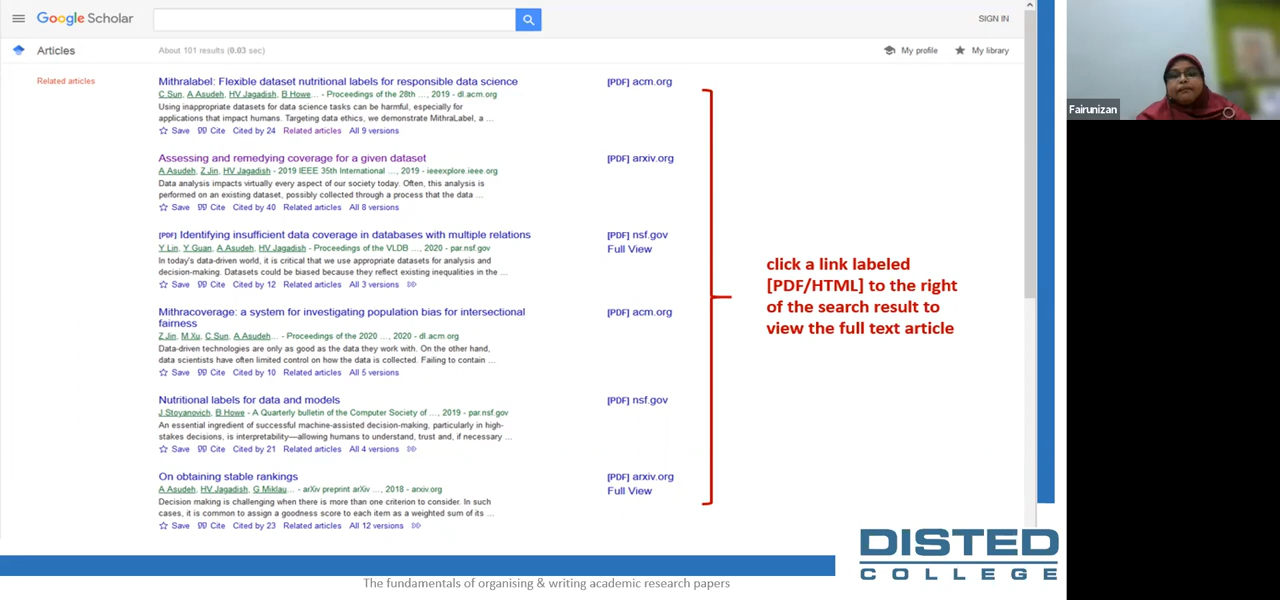 Google Scholar
SIGN IN
Articles
About 101 results (0.03 sec)
My profile
My library
Related articles
Mithralabel: Flexible dataset nutritional labels for responsible data science
[PDF] acm.org
C Sun, A Asudeh, HV Jagadish, B Howe... - Proceedings of the 28th ..., 2019 - dl.acm.org
Using inappropriate datasets for data science tasks can be harmful, especially for
applications that impact humans. Targeting data ethics, we demonstrate MithraLabel, a ...
Save Cite Cited by 24 Related articles All 9 versions
Assessing and remedying coverage for a given dataset
[PDF] arxiv.org
A Asudeh, Z Jin, HV Jagadish - 2019 IEEE 35th International ..., 2019 - ieeexplore.ieee.org
Data analysis impacts virtually every aspect of our society today. Often, this analysis is
performed on an existing dataset, possibly collected through a process that the data ...
Save Cite Cited by 40 Related articles All 8 versions
[PDF] Identifying insufficient data coverage in databases with multiple relations
[PDF] nsf.gov
Full View
Y Lin, Y Guan, A Asudeh, HV Jagadish - Proceedings of the VLDB ..., 2020 - par.nsf.gov
In today's data-driven world, it is critical that we use appropriate datasets for analysis and
decision-making. Datasets could be biased because they reflect existing inequalities in the ...
Save Cite Cited by 12 Related articles All 3 versions
Mithracoverage: a system for investigating population bias for intersectional
fairness
[PDF] acm.org
Z Jin, M Xu, C Sun, A Asudeh... - Proceedings of the 2020 ..., 2020 - dl.acm.org
Data-driven technologies are only as good as the data they work with. On the other hand,
data scientists have often limited control on how the data is collected. Failing to contain ...
Save Cite Cited by 10 Related articles All 5 versions
Nutritional labels for data and models
[PDF] nsf.gov
J Stoyanovich, B Howe - A Quarterly bulletin of the Computer Society of ..., 2019 - par.nsf.gov
An essential ingredient of successful machine-assisted decision-making, particularly in high-
stakes decisions, is interpretability—allowing humans to understand, trust and, if necessary ...
Save Cite Cited by 21 Related articles All 4 versions
On obtaining stable rankings
[PDF] arxiv.org
Full View
A Asudeh, HV Jagadish, G Miklau... - arXiv preprint arXiv ..., 2018 - arxiv.org
Decision making is challenging when there is more than one criterion to consider. In such
cases, it is common to assign a goodness score to each item as a weighted sum of its ...
Save Cite Cited by 23 Related articles All 12 versions
click a link labeled
[PDF/HTML] to the right
of the search result to
view the full text article
Fairunizan
DISTED
COLLEGE
The fundamentals of organising & writing academic research papers